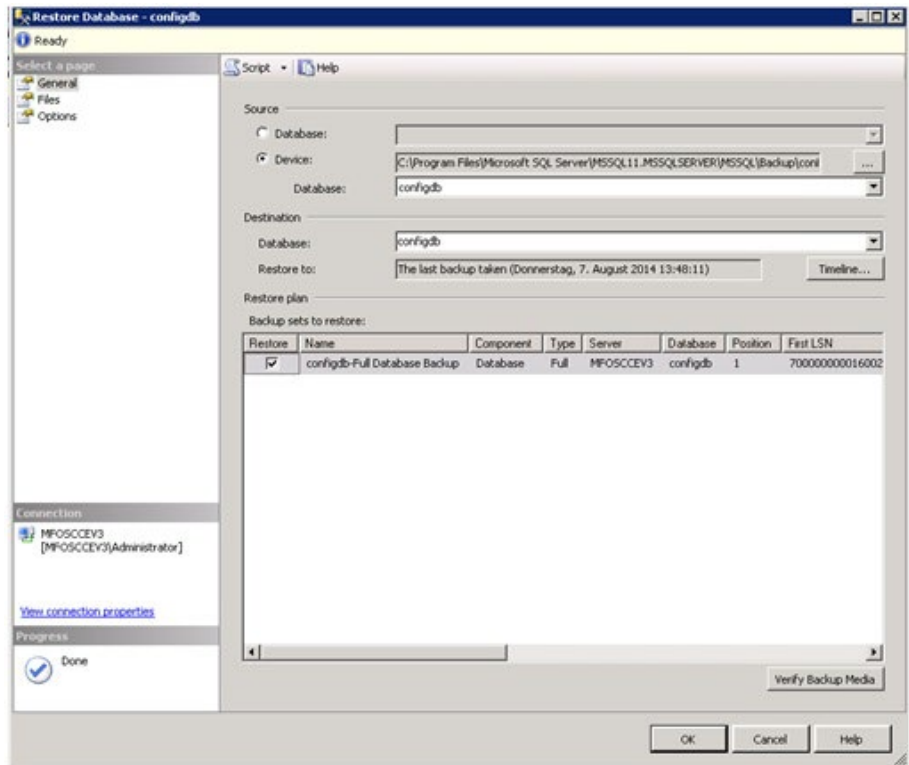 Restore Database - configdb
Ready
Select a page
General
Files
Options
Script
Help
Source
Database:
Device:
C:\Program Files\Microsoft SQL Server\MSSQL11.MSSQLSERVER\MSSQL\Backup\coni
...
Database:
configdb
Destination
Database:
configdb
Restore to:
The last backup taken (Donnerstag, 7. August 2014 13:48:11)
Timeline...
Restore plan
Backup sets to restore:
Restore Name Component Type Server Database Position First LSN
configdb-Full Database Backup Database Full MFOSCCEV3 configdb 1 700000000016002
Connection
MFOSCCEV3
[MFOSCCEV3\Administrator]
View connection properties
Progress
Done
Verify Backup Media
OK Cancel Help